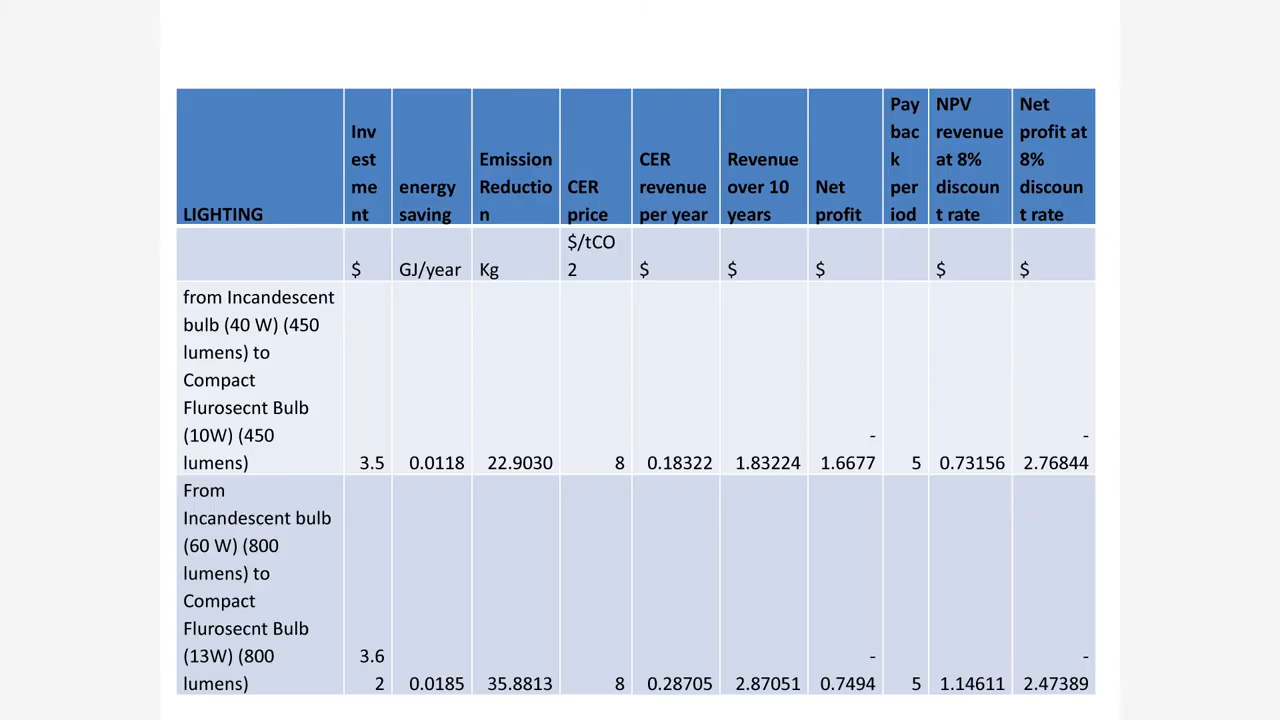 LIGHTING
Inv
est
me
nt
energy
saving
Emission
Reductio
n
CER
price
CER
revenue
per year
Revenue
over 10
years
Net
profit
Pay
bac
k
per
iod
NPV
revenue
at 8%
discoun
t rate
Net
profit at
8%
discoun
t rate
$
GJ/year
Kg
$/tCO
2
$
$
$
$
$
from Incandescent
bulb (40 W) (450
lumens) to
Compact
Flurosecnt Bulb
(10W) (450
lumens)
3.5
0.0118
22.9030
8
0.18322
1.83224
-
1.6677
5
0.73156
-
2.76844
From
Incandescent bulb
(60 W) (800
lumens) to
Compact
Flurosecnt Bulb
(13W) (800
lumens)
3.6
2
0.0185
35.8813
8
0.28705
2.87051
-
0.7494
5
1.14611
-
2.47389